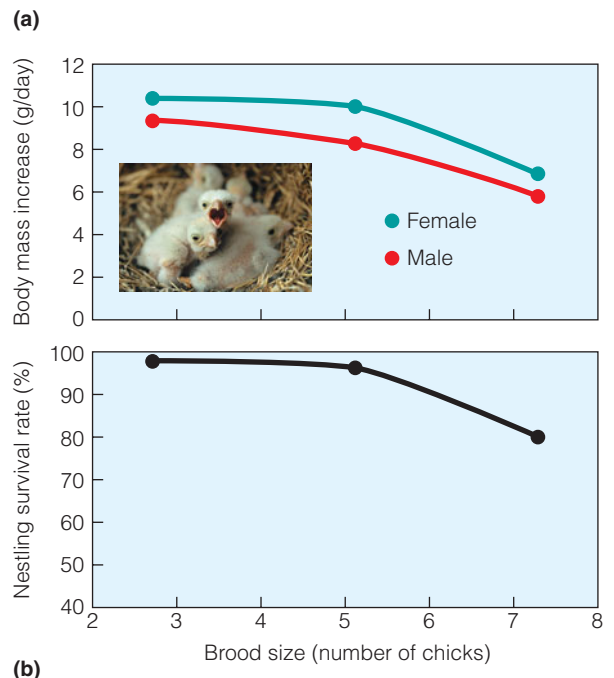 (a)
Body mass increase (g/day)
12
10
8
6
4
2
0
Female
Male
Nestling survival rate (%)
100
90
80
70
60
50
40
2 3 4 5 6 7 8
Brood size (number of chicks)
(b)